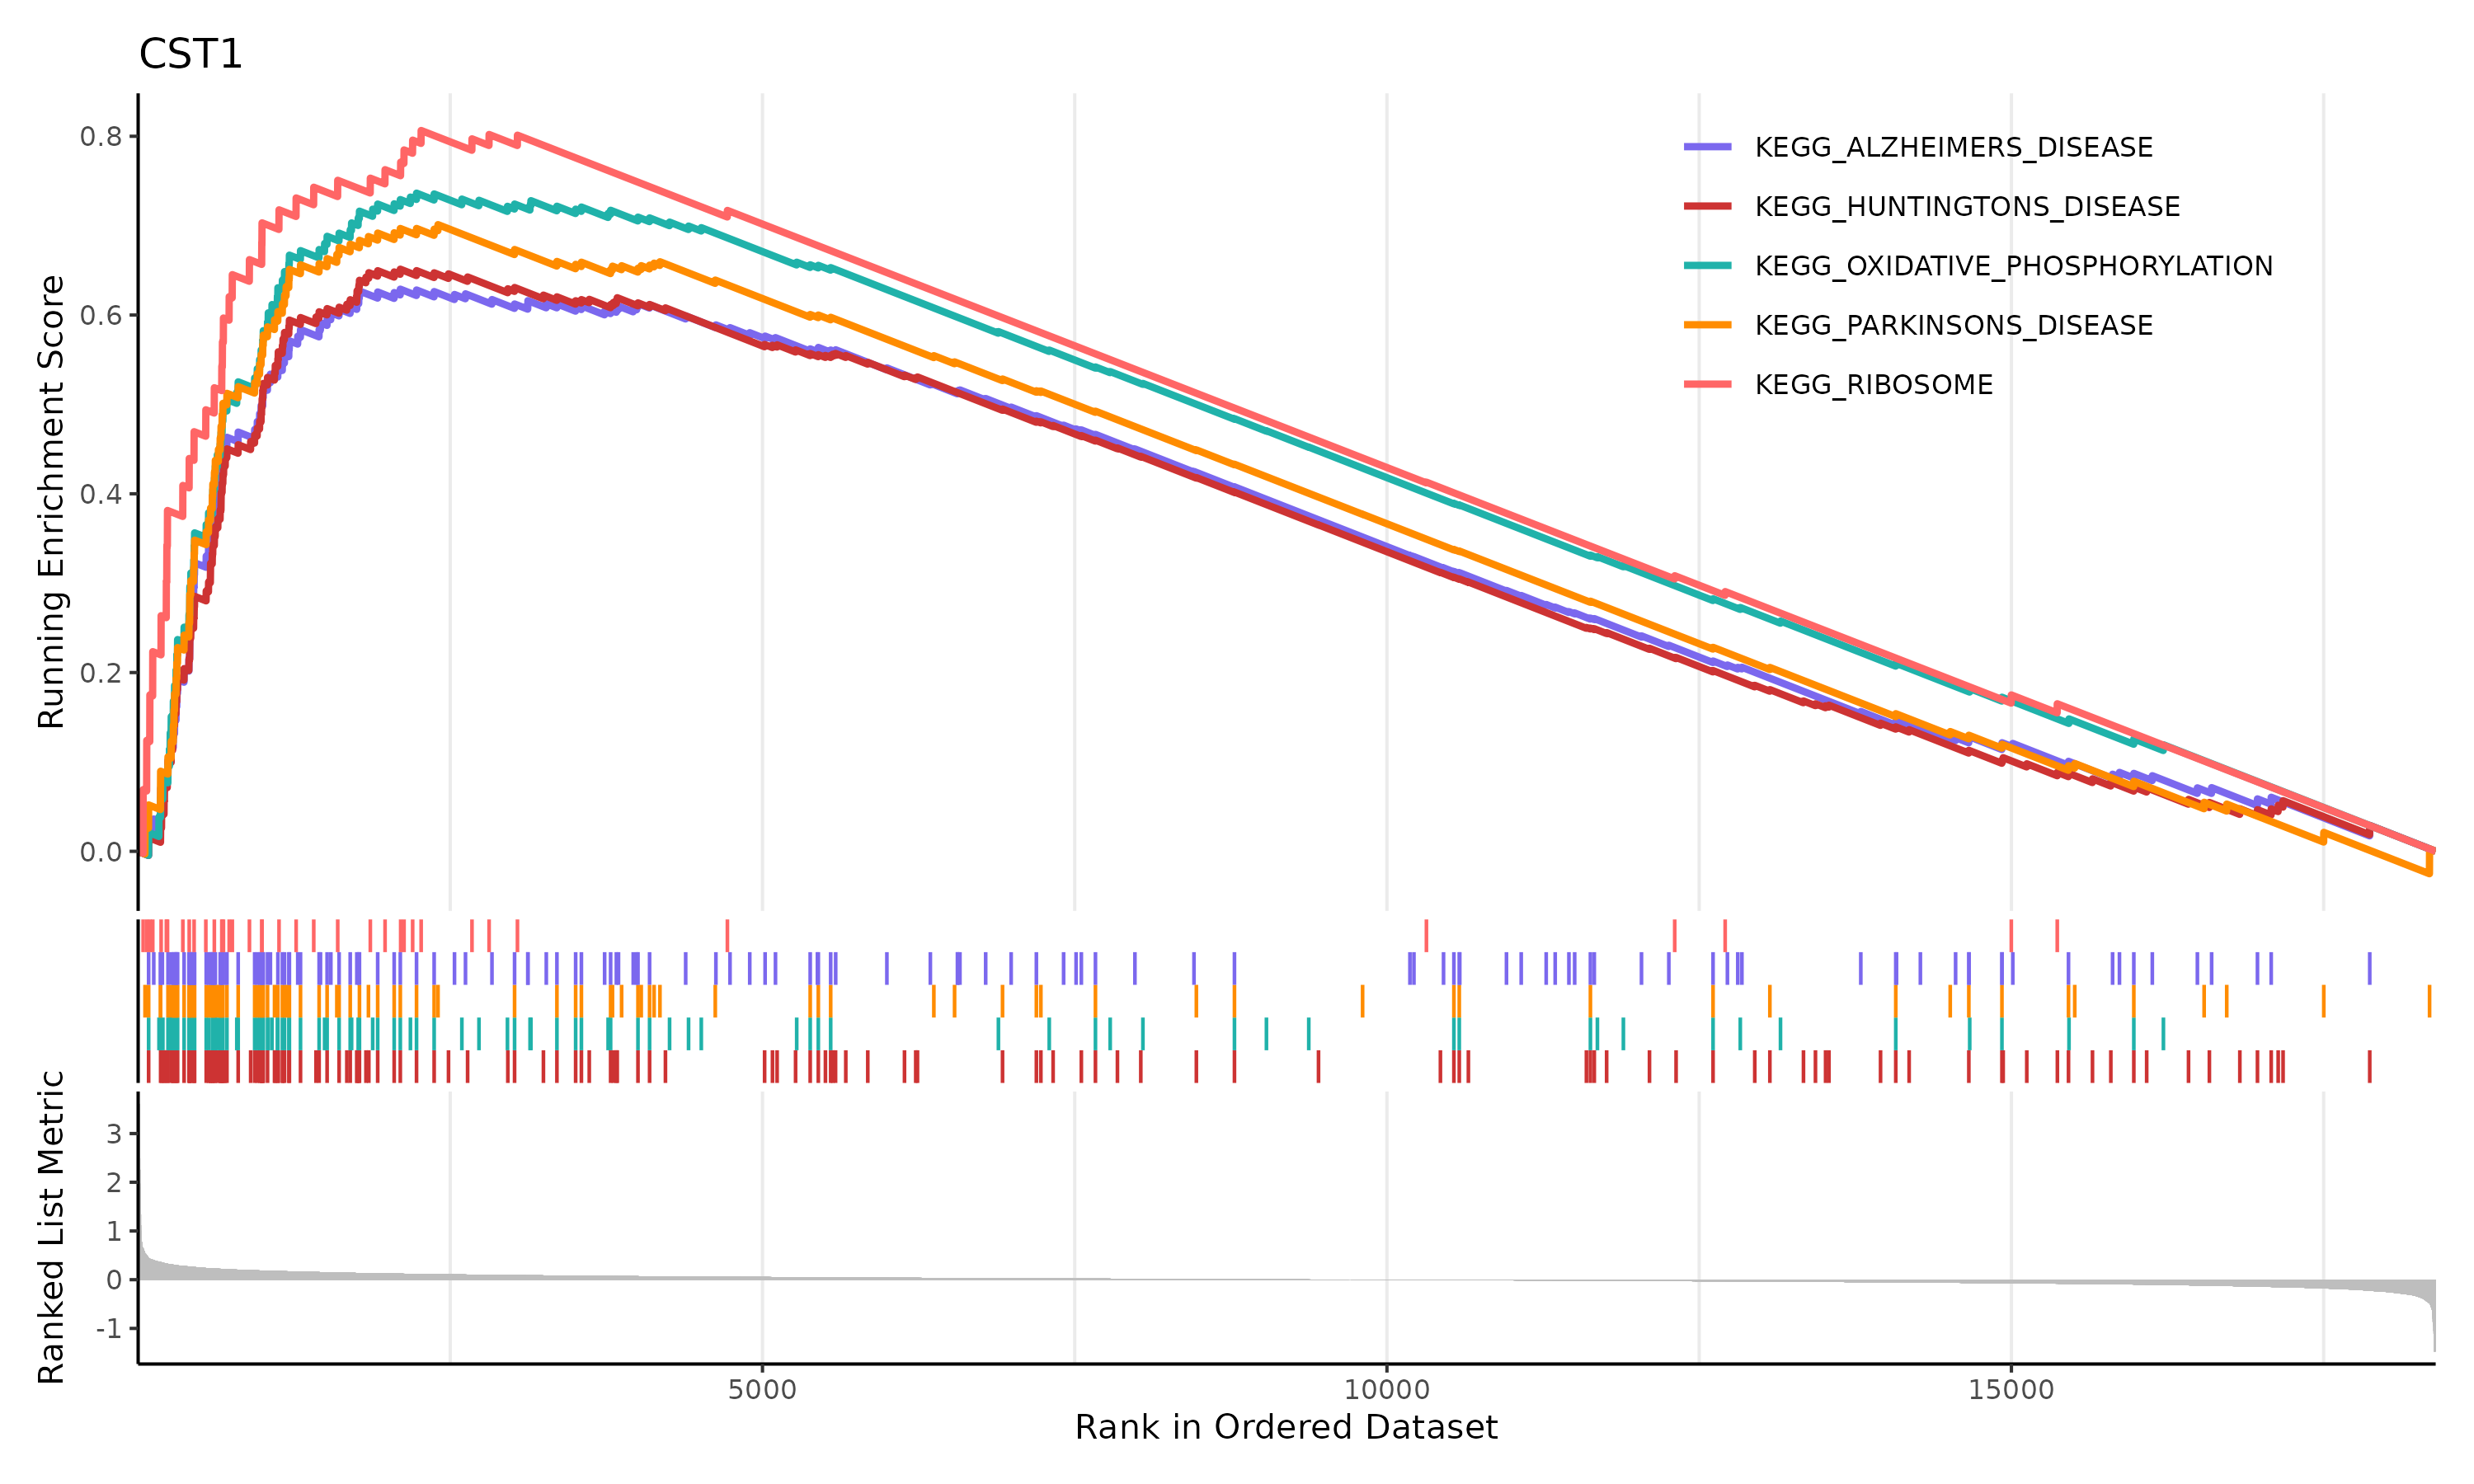 CST1
Running Enrichment Score
0.8
0.6
0.4
0.2
0.0
KEGG_ALZHEIMERS_DISEASE
KEGG_HUNTINGTONS_DISEASE
KEGG_OXIDATIVE_PHOSPHORYLATION
KEGG_PARKINSONS_DISEASE
KEGG_RIBOSOME
Ranked List Metric
3
2
1
0
-1
5000
10000
15000
Rank in Ordered Dataset